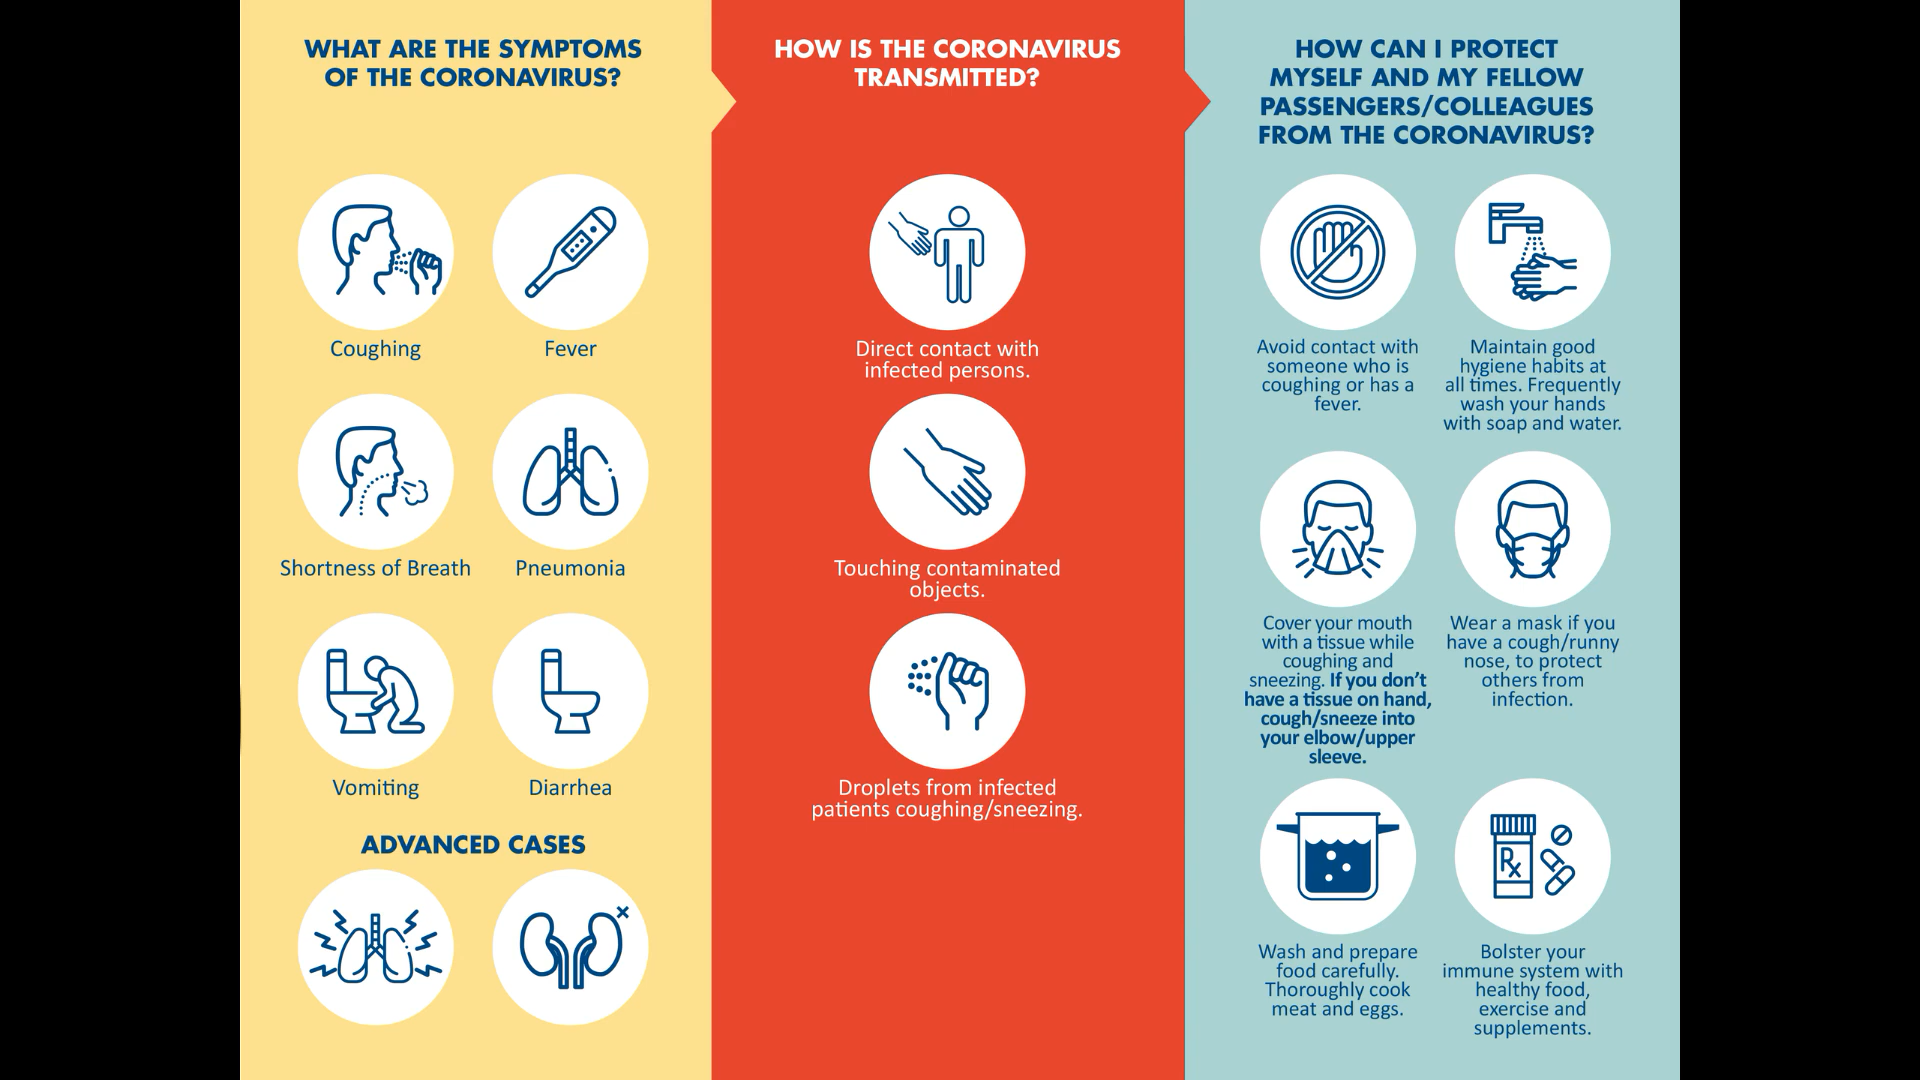 WHAT ARE THE SYMPTOMS
OF THE CORONAVIRUS?
Coughing
Fever
Shortness of Breath
Pneumonia
Vomiting
Diarrhea
ADVANCED CASES
HOW IS THE CORONAVIRUS
TRANSMITTED?
Direct contact with
infected persons.
Touching contaminated
objects.
Droplets from infected
patients coughing/sneezing.
HOW CAN I PROTECT
MYSELF AND MY FELLOW
PASSENGERS/COLLEAGUES
FROM THE CORONAVIRUS?
Avoid contact with
someone who is
coughing or has a
fever.
Maintain good
hygiene habits at
all times. Frequently
wash your hands
with soap and water.
Cover your mouth
with a tissue while
coughing and
sneezing. If you don't
have a tissue on hand,
cough/sneeze into
your elbow/upper
sleeve.
Wear a mask if you
have a cough/runny
nose, to protect
others from
infection.
Wash and prepare
food carefully.
Thoroughly cook
meat and eggs.
Rx
Bolster your
immune system with
healthy food,
exercise and
supplements.